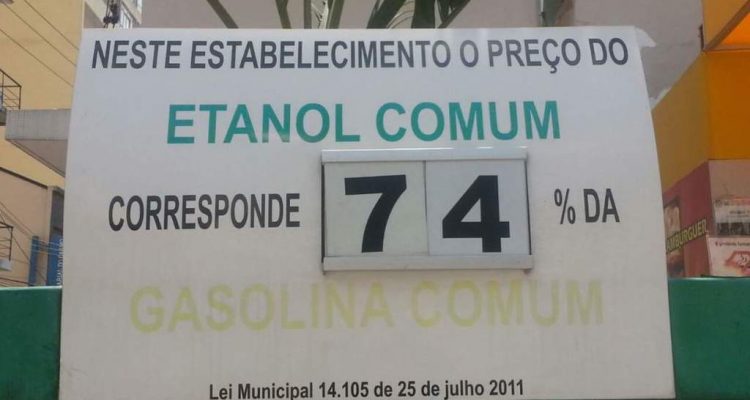 NESTE ESTABELECIMENTO O PREÇO DO
ETANOL COMUM
CORRESPONDE 74 % DA
GASOLINA COMUM
Lei Municipal 14.105 de 25 de julho 2011